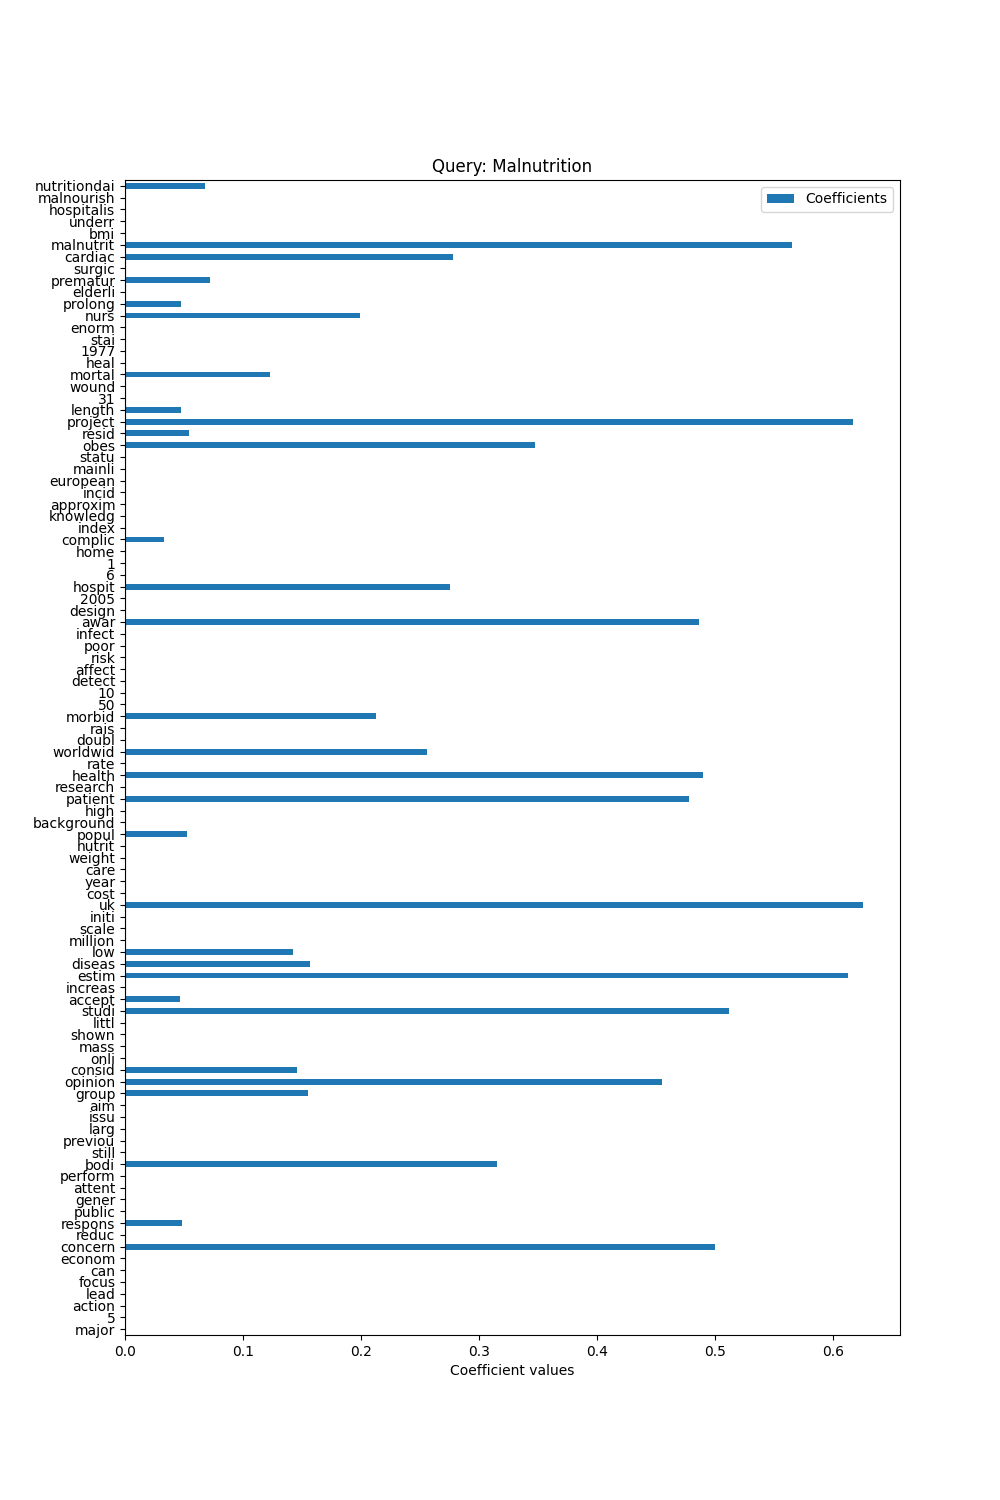 Query: Malnutrition
Coefficients
nutritiondai
malnourish
hospitalis
underr
bmi
malnutrit
cardiac
surgic
prematur
elderli
prolong
nurs
enorm
stai
1977
heal
mortal
wound
31
length
project
resid
obes
statu
mainli
european
incid
approxim
knowledg
index
complic
home
1
6
hospit
2005
design
awar
infect
poor
risk
affect
detect
10
50
morbid
rais
doubl
worldwid
rate
health
research
patient
high
background
popul
nutrit
weight
care
year
cost
uk
initi
scale
million
low
diseas
estim
increas
accept
studi
littl
shown
mass
onli
consid
opinion
group
aim
issu
larg
previou
still
bodi
perform
attent
gener
public
respons
reduc
concern
econom
can
focus
lead
action
5
major
0.0 0.1 0.2 0.3 0.4 0.5 0.6
Coefficient values